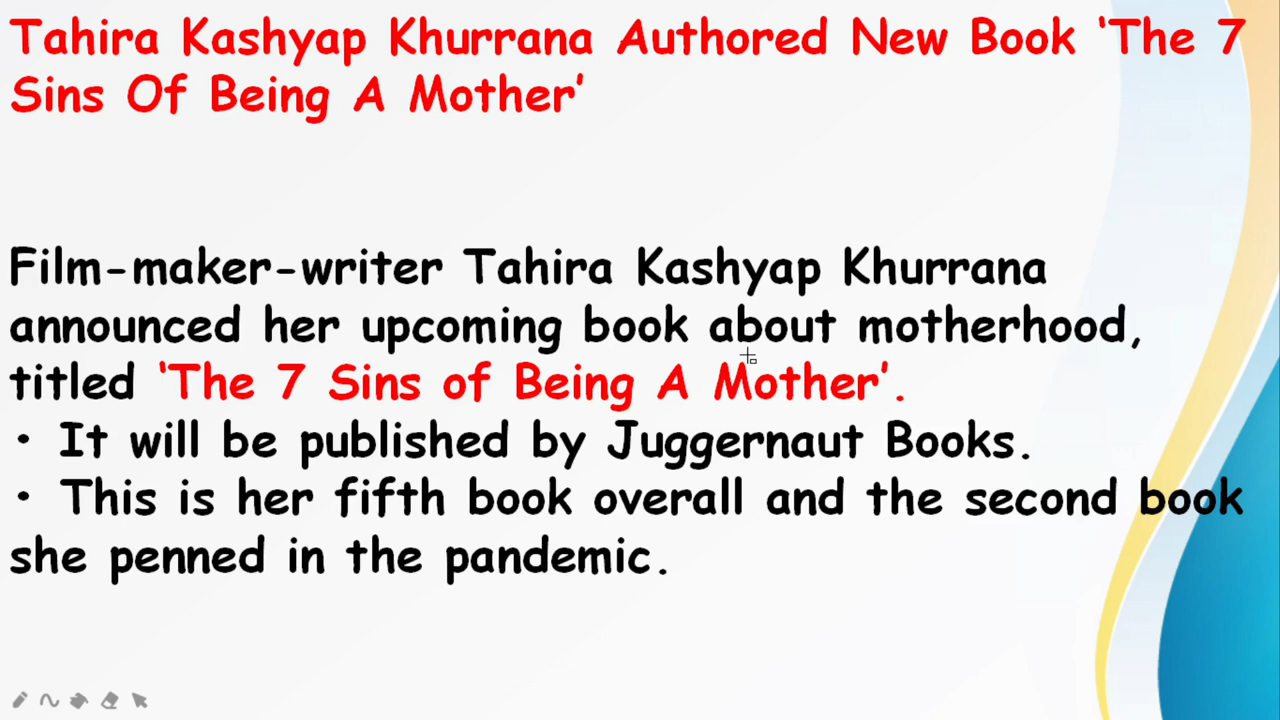 Tahira Kashyap Khurrana Authored New Book ‘The 7
Sins Of Being A Mother’
Film-maker-writer Tahira Kashyap Khurrana
announced her upcoming book about motherhood,
titled ‘The 7 Sins of Being A Mother’.
• It will be published by Juggernaut Books.
• This is her fifth book overall and the second book
she penned in the pandemic.